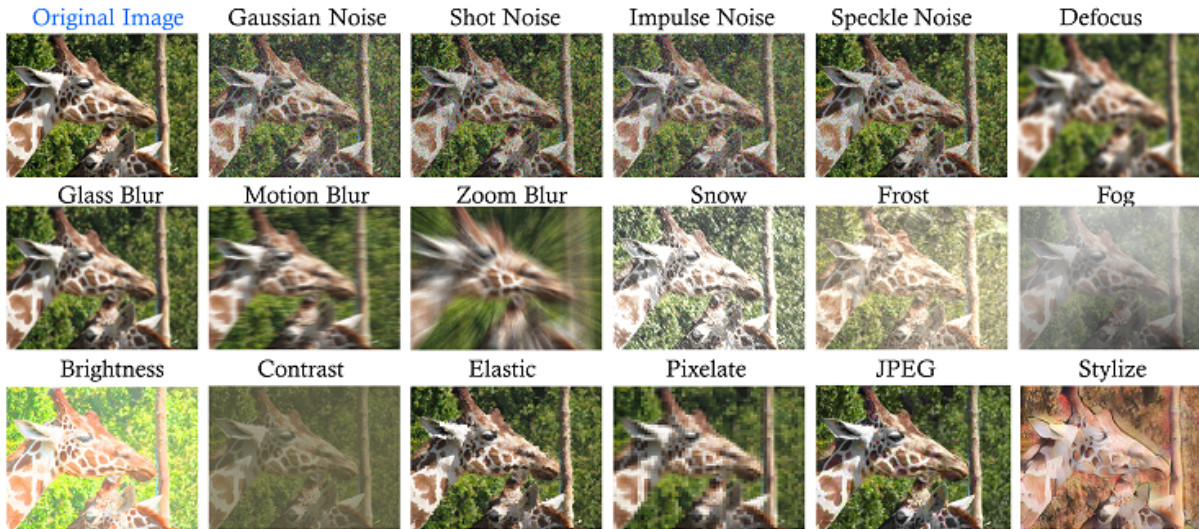 Original Image Gaussian Noise Shot Noise Impulse Noise Speckle Noise Defocus
Glass Blur Motion Blur Zoom Blur Snow Frost Fog
Brightness Contrast Elastic Pixelate JPEG Stylize